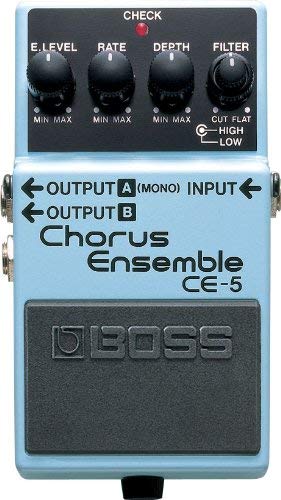 CHECK
E.LEVEL RATE DEPTH FILTER
MIN MAX MIN MAX MIN MAX CUT FLAT
HIGH
LOW
OUTPUT A (MONO) INPUT
OUTPUT B
Chorus
Ensemble
CE-5
BOSS